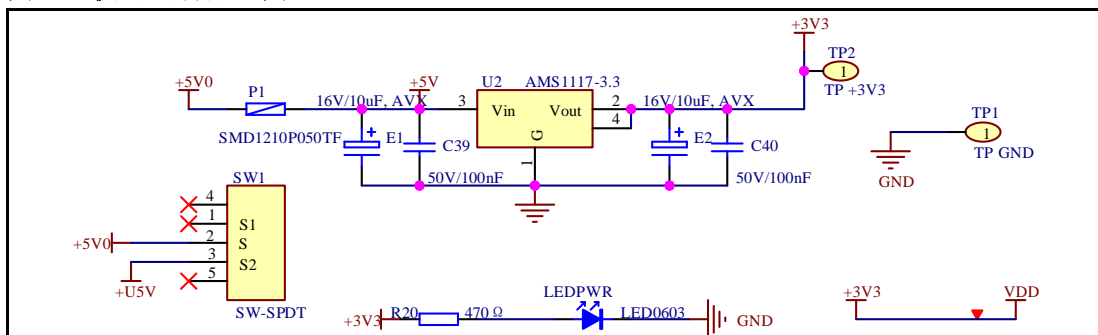 +3V3
TP2
1
TP +3V3
+5V0
P1
SMD1210P050TF
+5V
16V/10uF, AVX
E1
C39
50V/100nF
U2
AMS1117-3.3
3
Vin
Vout
2
4
G
1
16V/10uF, AVX
E2
C40
50V/100nF
TP1
1
TP GND
GND
SW1
4
1
S1
2
S
3
S2
5
+5V0
+U5V
SW-SPDT
+3V3
R20
470 Ω
LEDPWR
LED0603
GND
+3V3
VDD